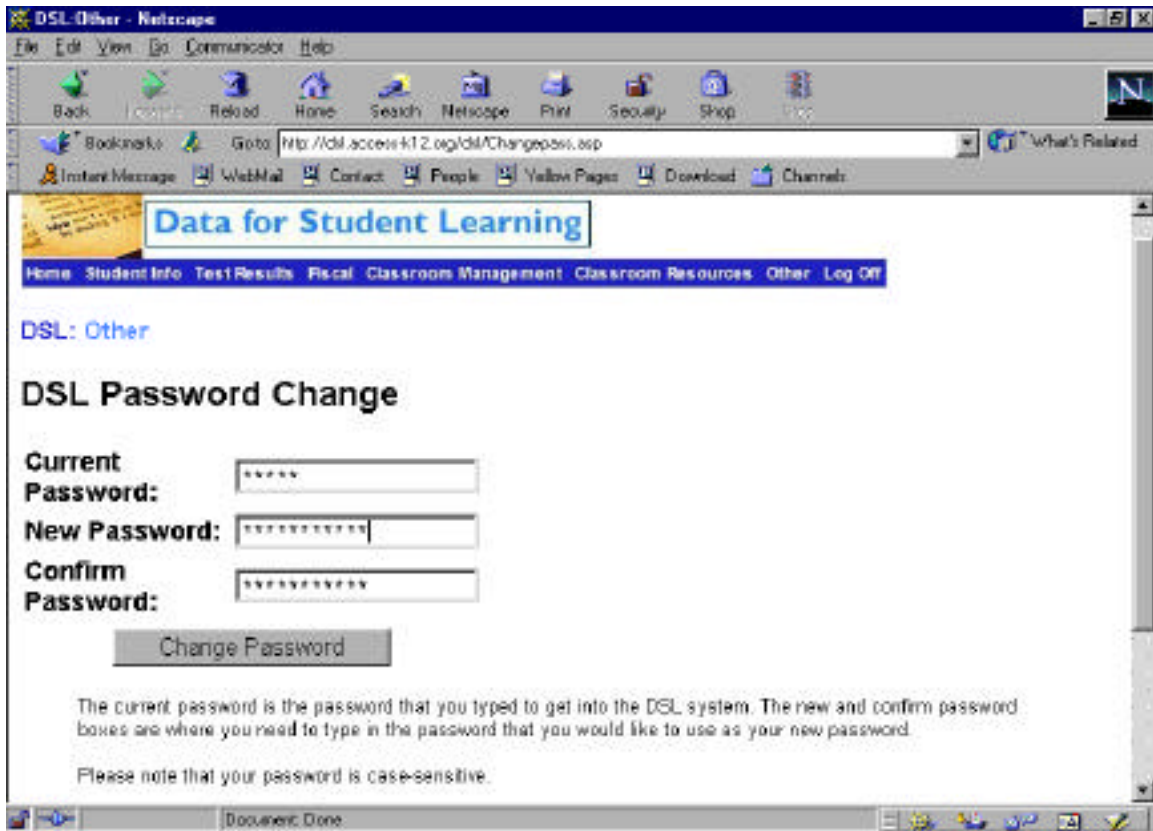 DSL:Other - Netscape
File Edit View Go Communicator Help
Back Reload Home Search Netscape Print Security Shop
Bookmarks Go to: http://dsl.access-k12.org/dsl/Changepass.asp What's Related
Instant Message WebMail Contact People Yellow Pages Download Channels
Data for Student Learning
Home Student Info Test Results Fiscal Classroom Management Classroom Resources Other Log Off
DSL: Other
DSL Password Change
Current
Password: *****
New Password: ***********
Confirm
Password: ***********
Change Password
The current password is the password that you typed to get into the DSL system. The new and confirm password
boxes are where you need to type in the password that you would like to use as your new password.
Please note that your password is case-sensitive.
Document: Done